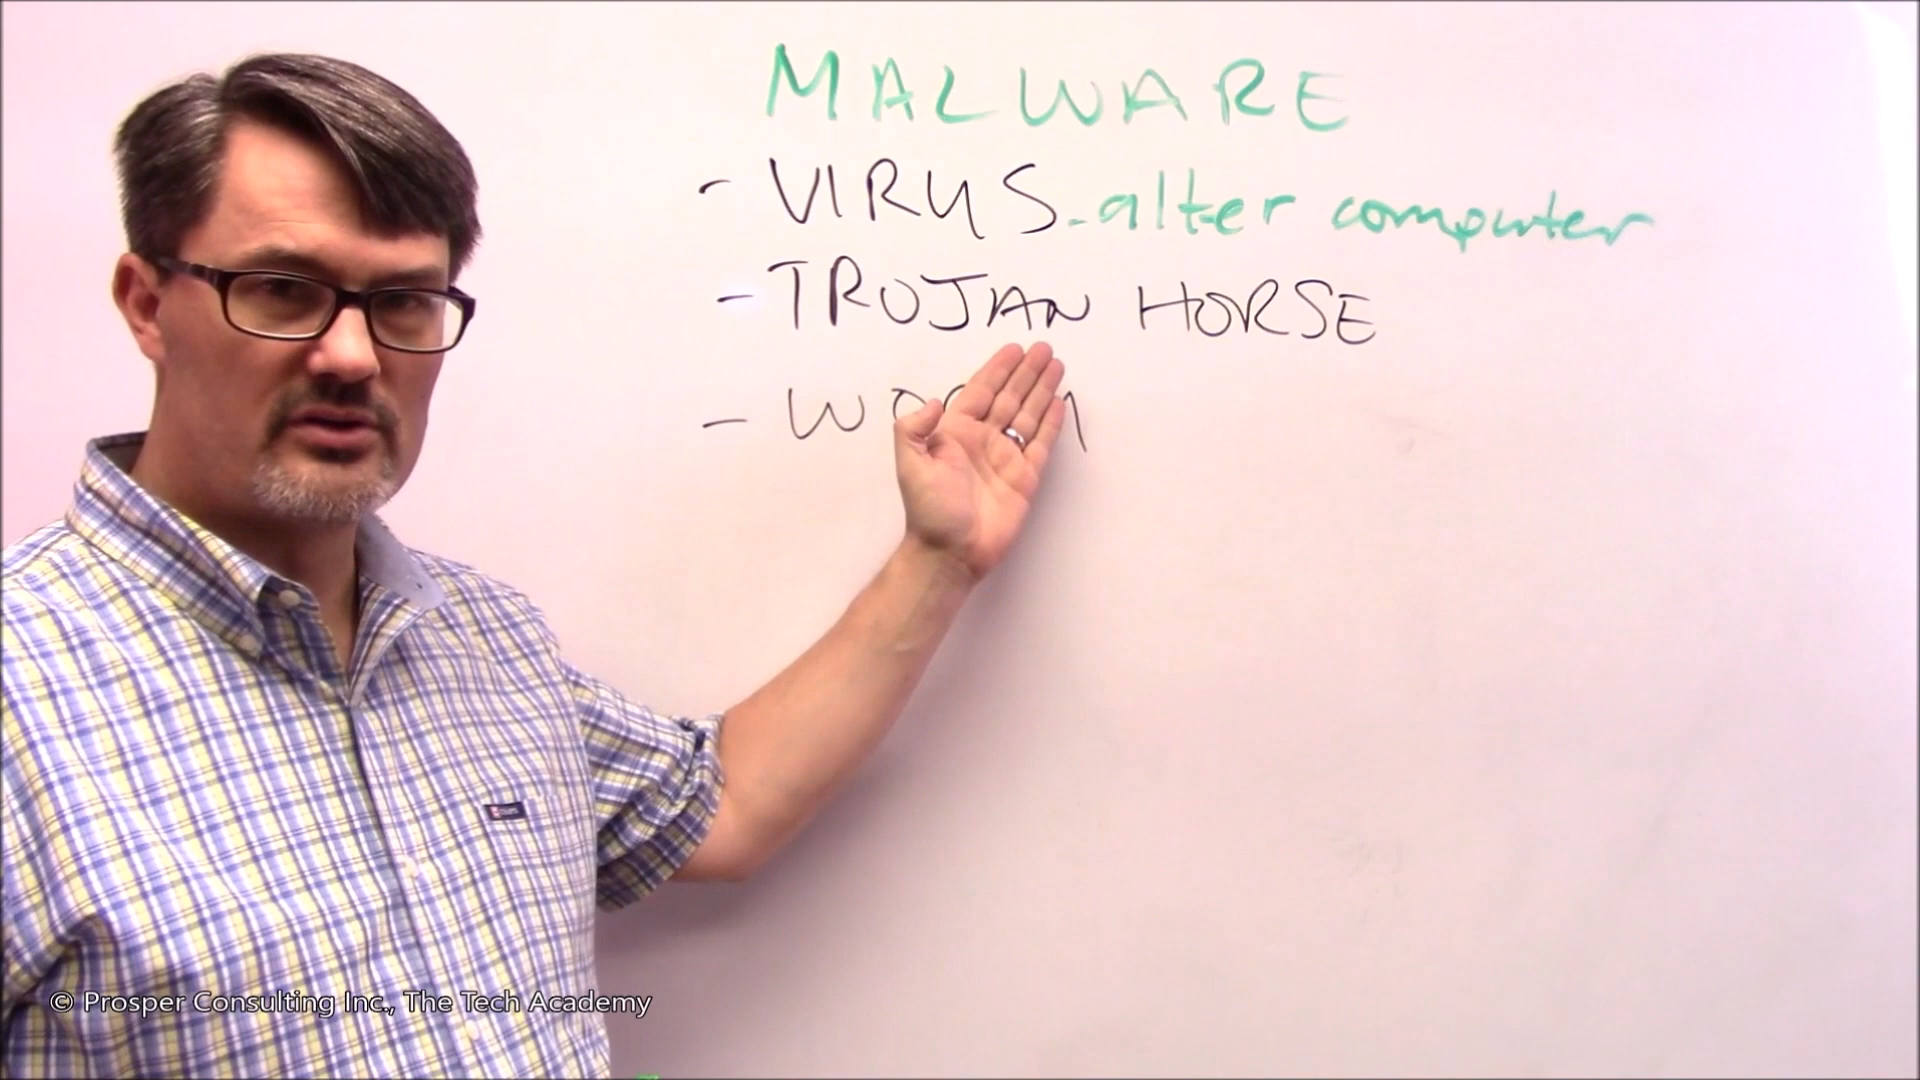 MALWARE
- VIRUS - alter computer
- TROJAN HORSE
-
© Prosper Consulting Inc., The Tech Academy